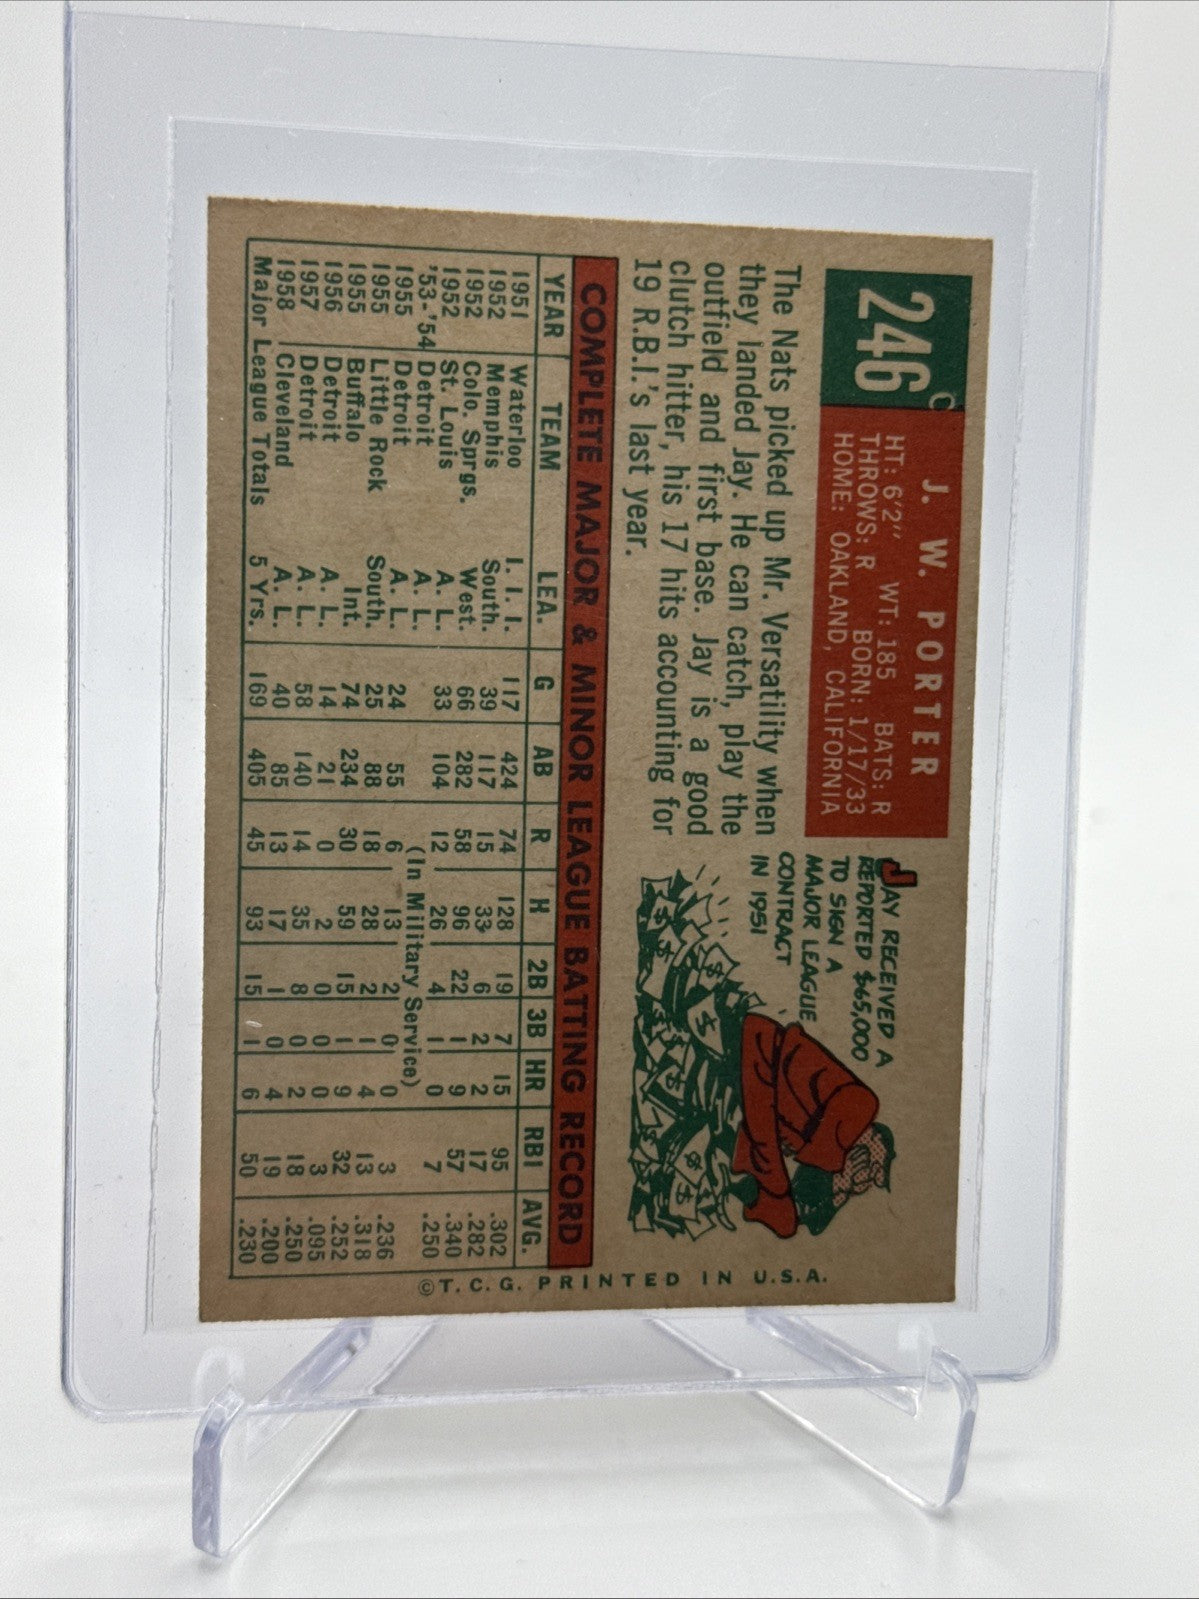 246
C
J. W. PORTER
HT: 6'2" WT: 185 BATS: R
THROWS: R BORN: 1/17/33
HOME: OAKLAND, CALIFORNIA
The Nats picked up Mr. Versatility when
they landed Jay. He can catch, play the
outfield and first base. Jay is a good
clutch hitter, his 17 hits accounting for
19 R.B.I.'s last year.
JAY RECEIVED A
REPORTED $65,000
TO SIGN A
MAJOR LEAGUE
CONTRACT
IN 1951
COMPLETE MAJOR & MINOR LEAGUE BATTING RECORD
YEAR TEAM LEA. G AB R H 2B 3B HR RBI AVG.
1951 Waterloo I. I. I. 117 424 74 128 19 7 15 95 .302
1952 Memphis South. 39 117 15 33 6 2 2 17 .282
1952 Colo. Sprgs. West. 66 282 58 96 22 1 9 57 .340
1952 St. Louis A. L. 33 104 12 26 4 1 0 7 .250
'53-'54 Detroit A. L. (In Military Service)
1955 Detroit A. L. 24 55 6 13 2 0 0 3 .236
1955 Little Rock South. 25 88 18 28 2 1 4 13 .318
1955 Buffalo Int. 74 234 30 59 15 1 9 32 .252
1956 Detroit A. L. 14 21 0 2 0 0 0 3 .095
1957 Detroit A. L. 58 140 14 35 8 0 2 18 .250
1958 Cleveland A. L. 40 85 13 17 1 0 4 19 .200
Major League Totals 5 Yrs. 169 405 45 93 15 1 6 50 .230
©T. C. G. PRINTED IN U.S.A.